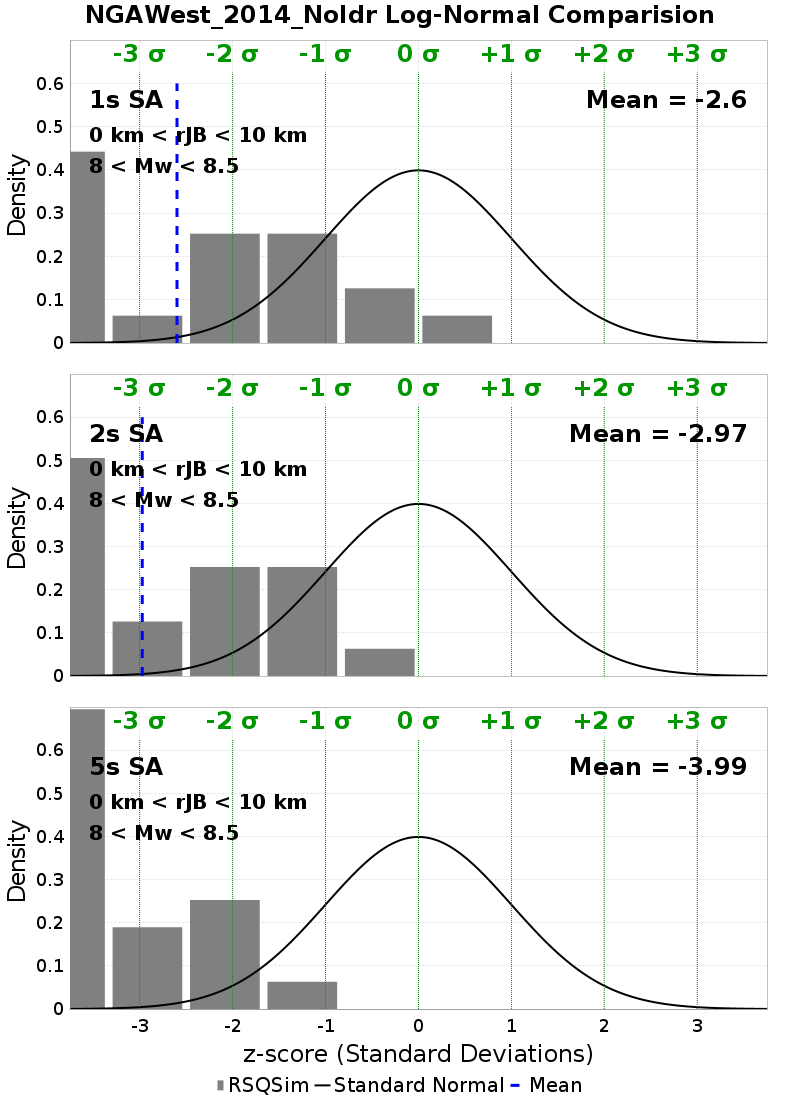 NGAWest_2014_NoIdr Log-Normal Comparision
-3 σ -2 σ -1 σ 0 σ +1 σ +2 σ +3 σ
0.6
1s SA Mean = -2.6
0.5
0 km < rJB < 10 km
8 < Mw < 8.5
0.4
0.3
0.2
0.1
0
Density
-3 σ -2 σ -1 σ 0 σ +1 σ +2 σ +3 σ
0.6
2s SA Mean = -2.97
0.5
0 km < rJB < 10 km
8 < Mw < 8.5
0.4
0.3
0.2
0.1
0
Density
-3 σ -2 σ -1 σ 0 σ +1 σ +2 σ +3 σ
0.6
5s SA Mean = -3.99
0.5
0 km < rJB < 10 km
8 < Mw < 8.5
0.4
0.3
0.2
0.1
0
Density
-3 -2 -1 0 1 2 3
z-score (Standard Deviations)
RSQSim Standard Normal Mean